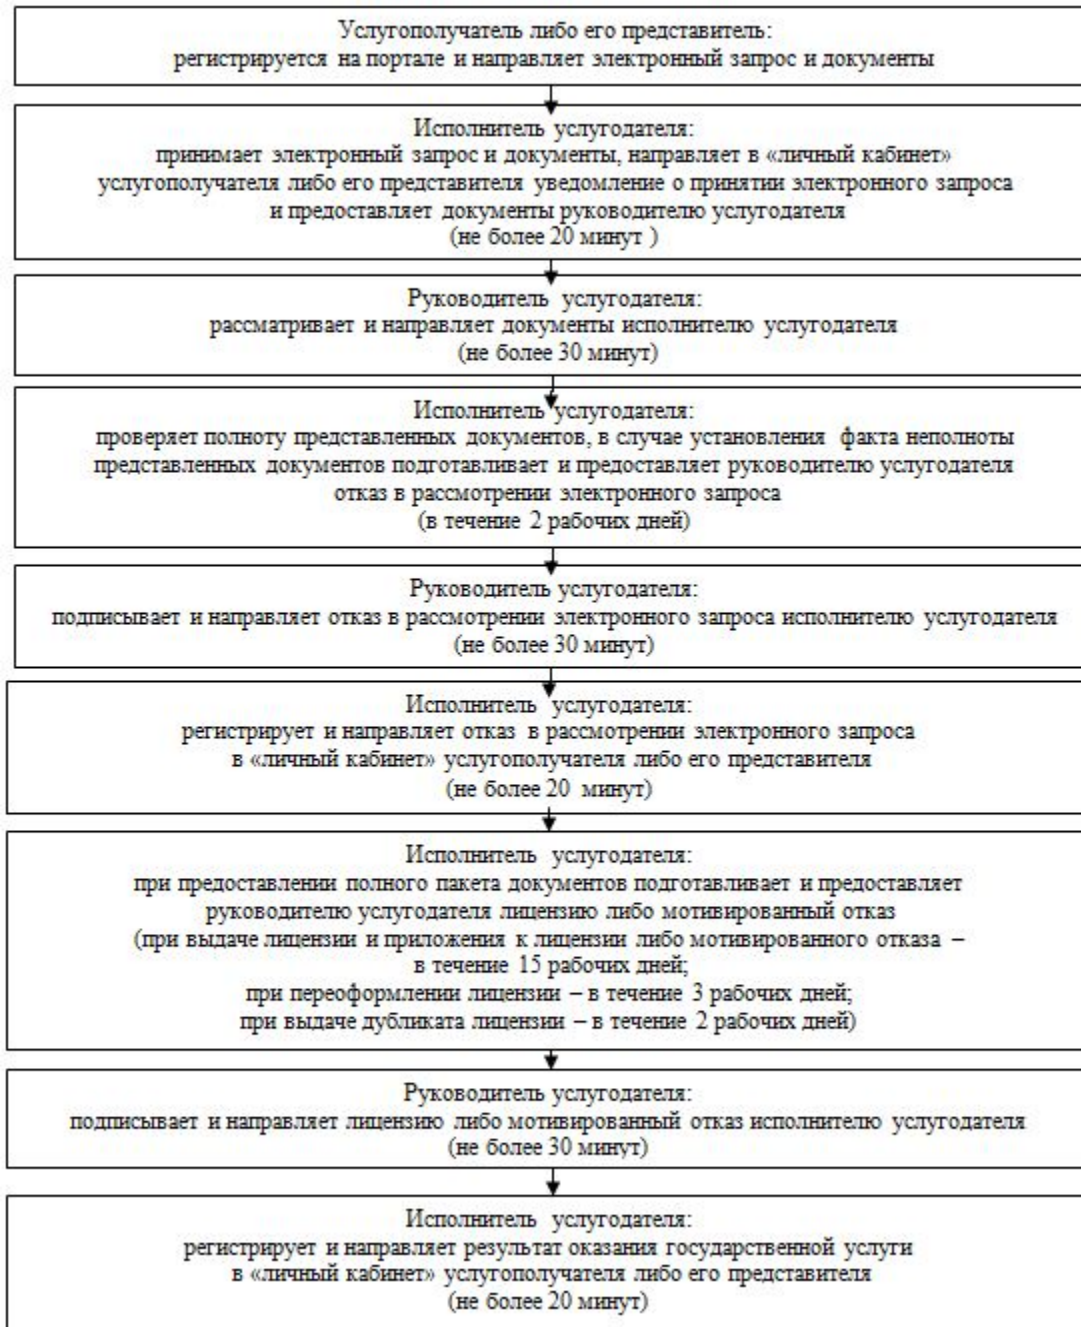 Услугополучатель либо его представитель:
регистрируется на портале и направляет электронный запрос и документы
Исполнитель услугодателя:
принимает электронный запрос и документы, направляет в «личный кабинет»
услугополучателя либо его представителя уведомление о принятии электронного запроса
и предоставляет документы руководителю услугодателя
(не более 20 минут )
Руководитель услугодателя:
рассматривает и направляет документы исполнителю услугодателя
(не более 30 минут)
Исполнитель услугодателя:
проверяет полноту представленных документов, в случае установления факта неполноты
представленных документов подготавливает и предоставляет руководителю услугодателя
отказ в рассмотрении электронного запроса
(в течение 2 рабочих дней)
Руководитель услугодателя:
подписывает и направляет отказ в рассмотрении электронного запроса исполнителю услугодателя
(не более 30 минут)
Исполнитель услугодателя:
регистрирует и направляет отказ в рассмотрении электронного запроса
в «личный кабинет» услугополучателя либо его представителя
(не более 20 минут)
Исполнитель услугодателя:
при предоставлении полного пакета документов подготавливает и предоставляет
руководителю услугодателя лицензию либо мотивированный отказ
(при выдаче лицензии и приложения к лицензии либо мотивированного отказа –
в течение 15 рабочих дней;
при переоформлении лицензии – в течение 3 рабочих дней;
при выдаче дубликата лицензии – в течение 2 рабочих дней)
Руководитель услугодателя:
подписывает и направляет лицензию либо мотивированный отказ исполнителю услугодателя
(не более 30 минут)
Исполнитель услугодателя:
регистрирует и направляет результат оказания государственной услуги
в «личный кабинет» услугополучателя либо его представителя
(не более 20 минут)